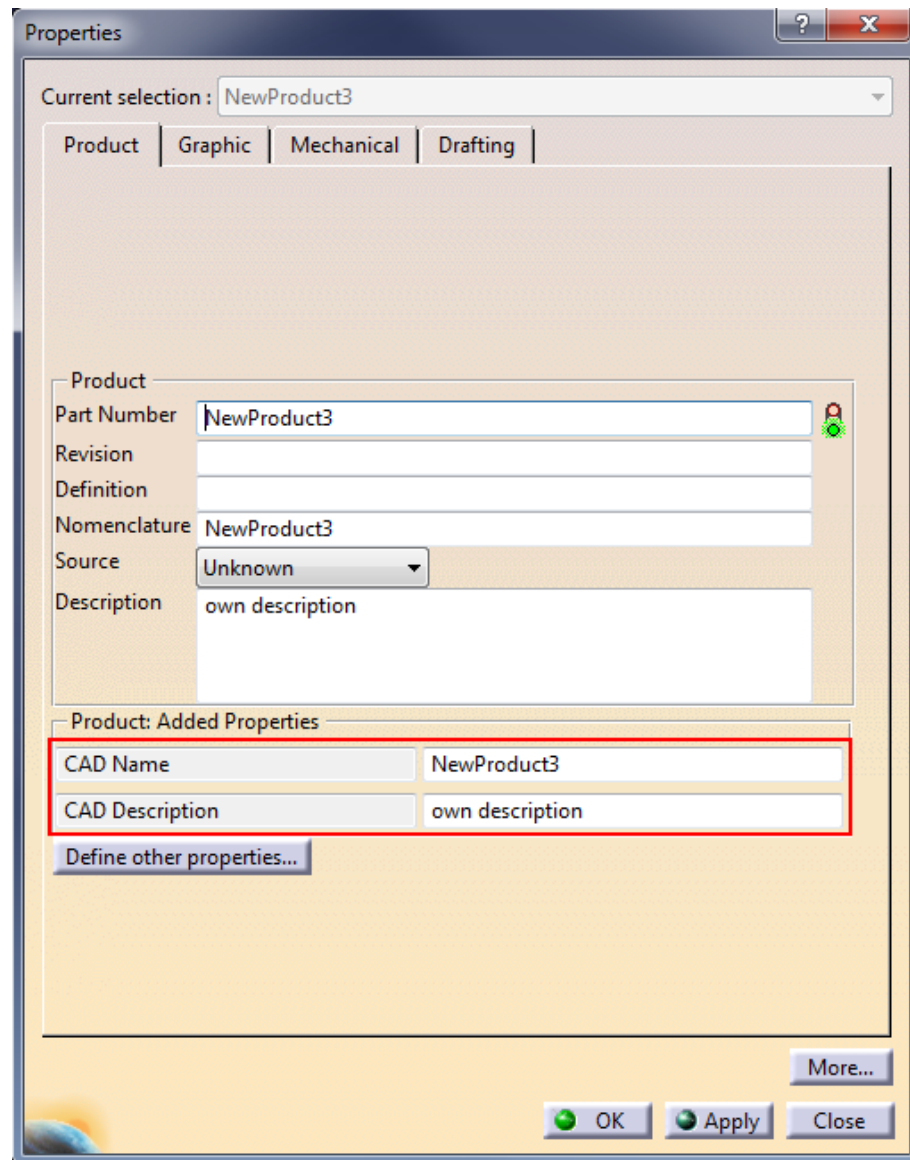 Properties
?
X
Current selection : NewProduct3
Product Graphic Mechanical Drafting
Product
Part Number NewProduct3
Revision
Definition
Nomenclature NewProduct3
Source Unknown
Description own description
Product: Added Properties
CAD Name NewProduct3
CAD Description own description
Define other properties...
More...
OK Apply Close